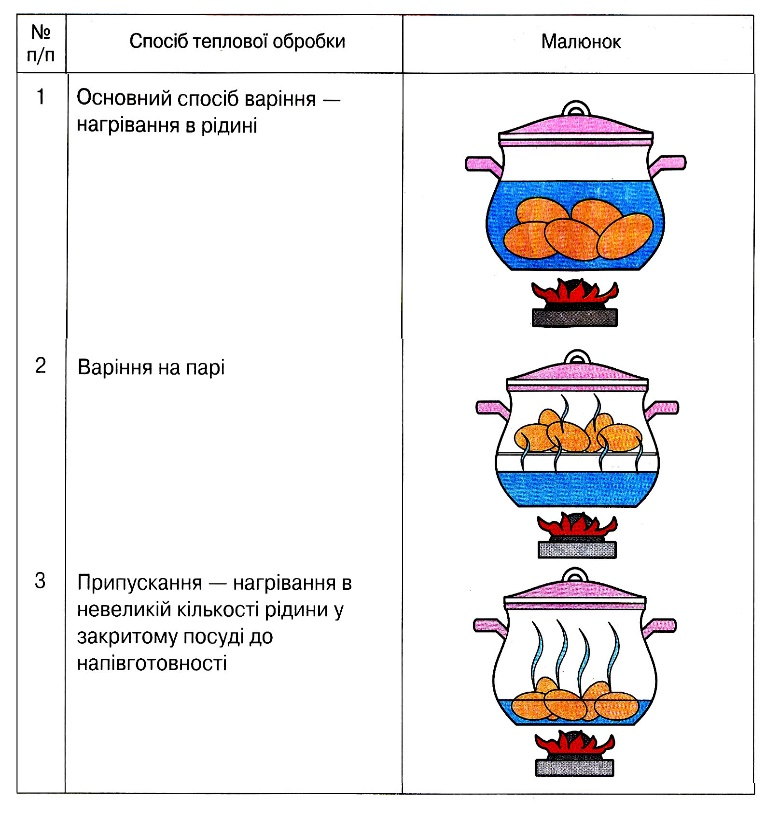 №
п/п
Спосіб теплової обробки
Малюнок
1
Основний спосіб варіння —
нагрівання в рідині
2
Варіння на парі
3
Припускання — нагрівання в
невеликій кількості рідини у
закритому посуді до
напівготовності